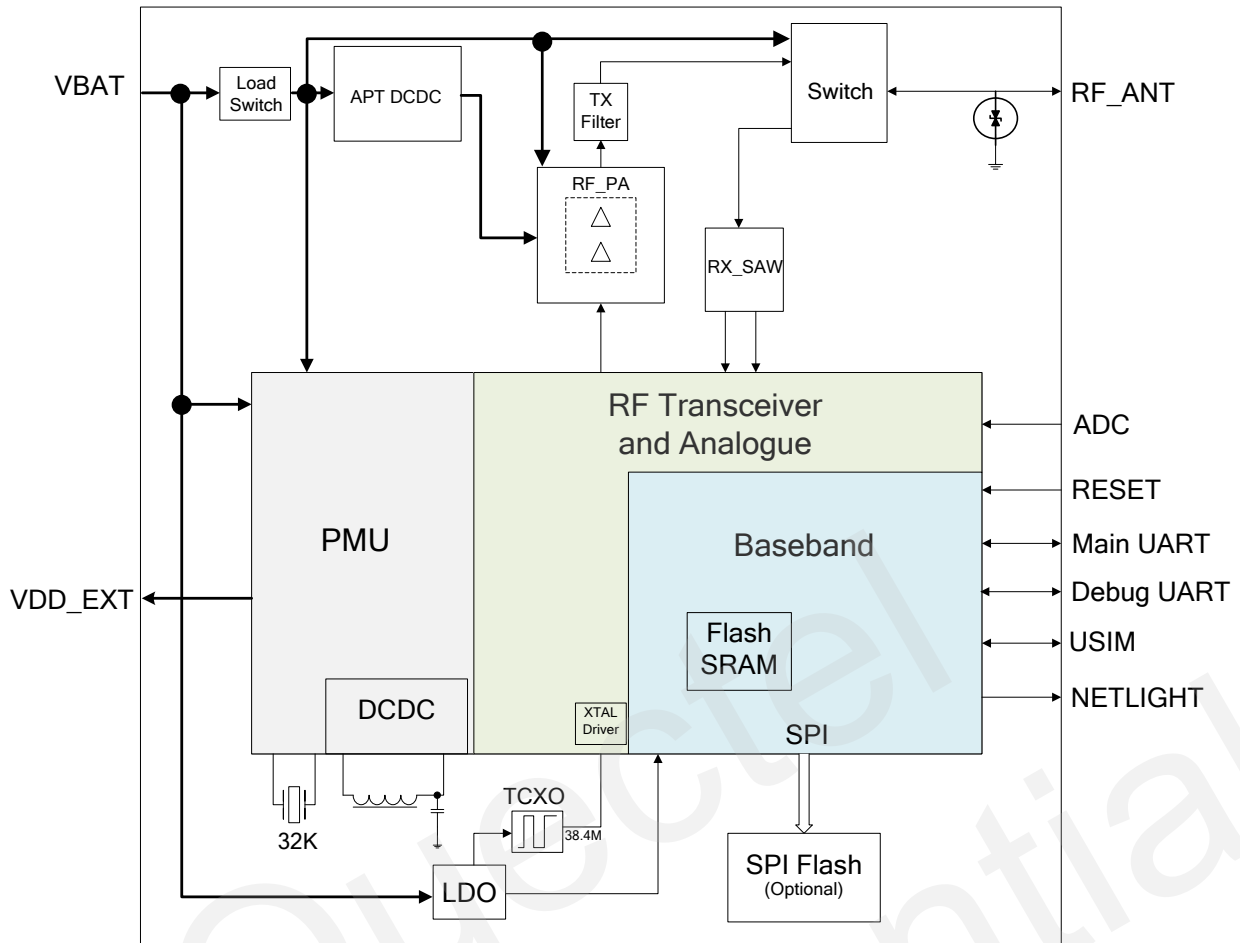 VBAT
Load
Switch
APT DCDC
TX
Filter
Switch
RF_ANT
RF_PA
RX_SAW
RF Transceiver
and Analogue
ADC
RESET
PMU
Baseband
Main UART
VDD_EXT
Debug UART
Flash
SRAM
USIM
NETLIGHT
DCDC
XTAL
Driver
SPI
TCXO
38.4M
32K
LDO
SPI Flash
(Optional)
Quectel